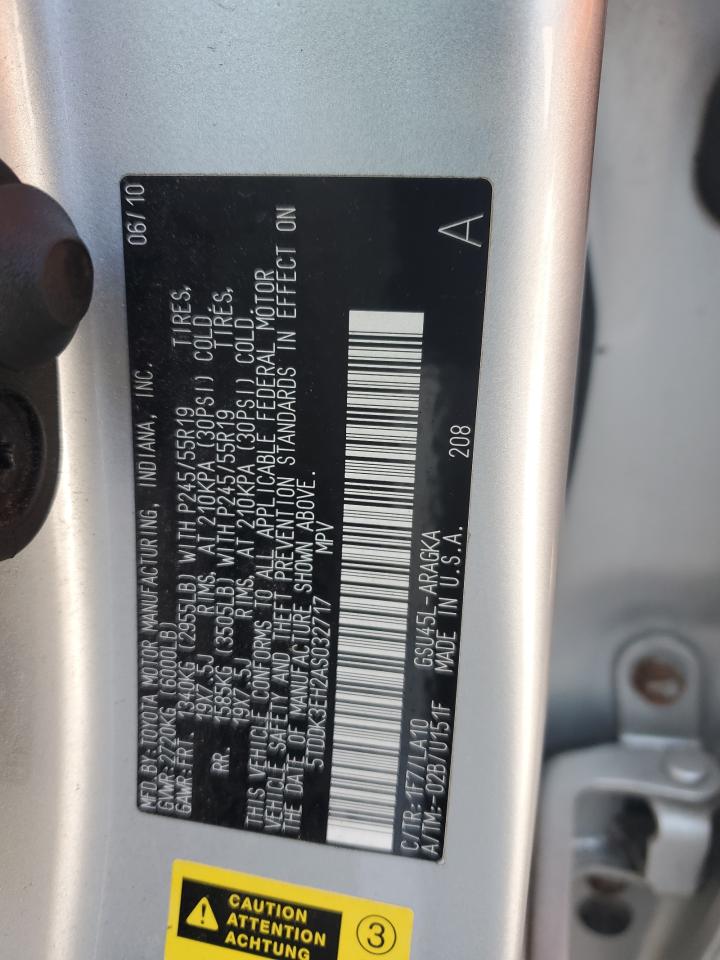 MFD. BY: TOYOTA MOTOR MANUFACTURING, INDIANA, INC. 06/10
GVWR: 2720KG (6000LB)
GAWR: FRT. 1340KG (2955LB) WITH P245/55R19 TIRES,
19X7.5J RIMS, AT 210KPA (30PSI) COLD.
RR. 1585KG (3505LB) WITH P245/55R19 TIRES,
19X7.5J RIMS, AT 210KPA (30PSI) COLD.
THIS VEHICLE CONFORMS TO ALL APPLICABLE FEDERAL MOTOR
VEHICLE SAFETY AND THEFT PREVENTION STANDARDS IN EFFECT ON
THE DATE OF MANUFACTURE SHOWN ABOVE.
5TDDK3EH2AS032717 MPV
C/TR: 1F7/LA10 GSU45L-ARAGKA 208 A
A/TM: -02B/U151F MADE IN U.S.A.
CAUTION
ATTENTION
ACHTUNG
3